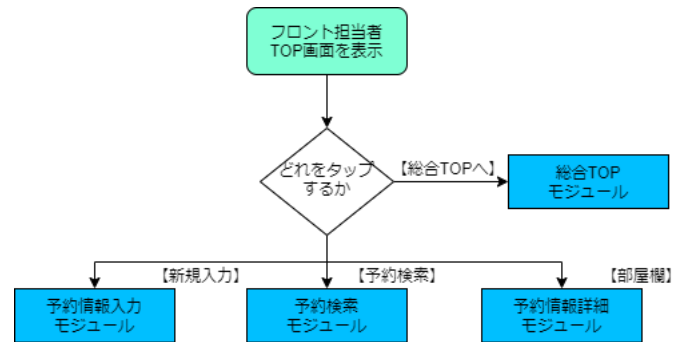 フロント担当者
TOP画面を表示
どれをタップ
するか
【総合TOPへ】
総合TOP
モジュール
【新規入力】
【予約検索】
【部屋欄】
予約情報入力
モジュール
予約検索
モジュール
予約情報詳細
モジュール